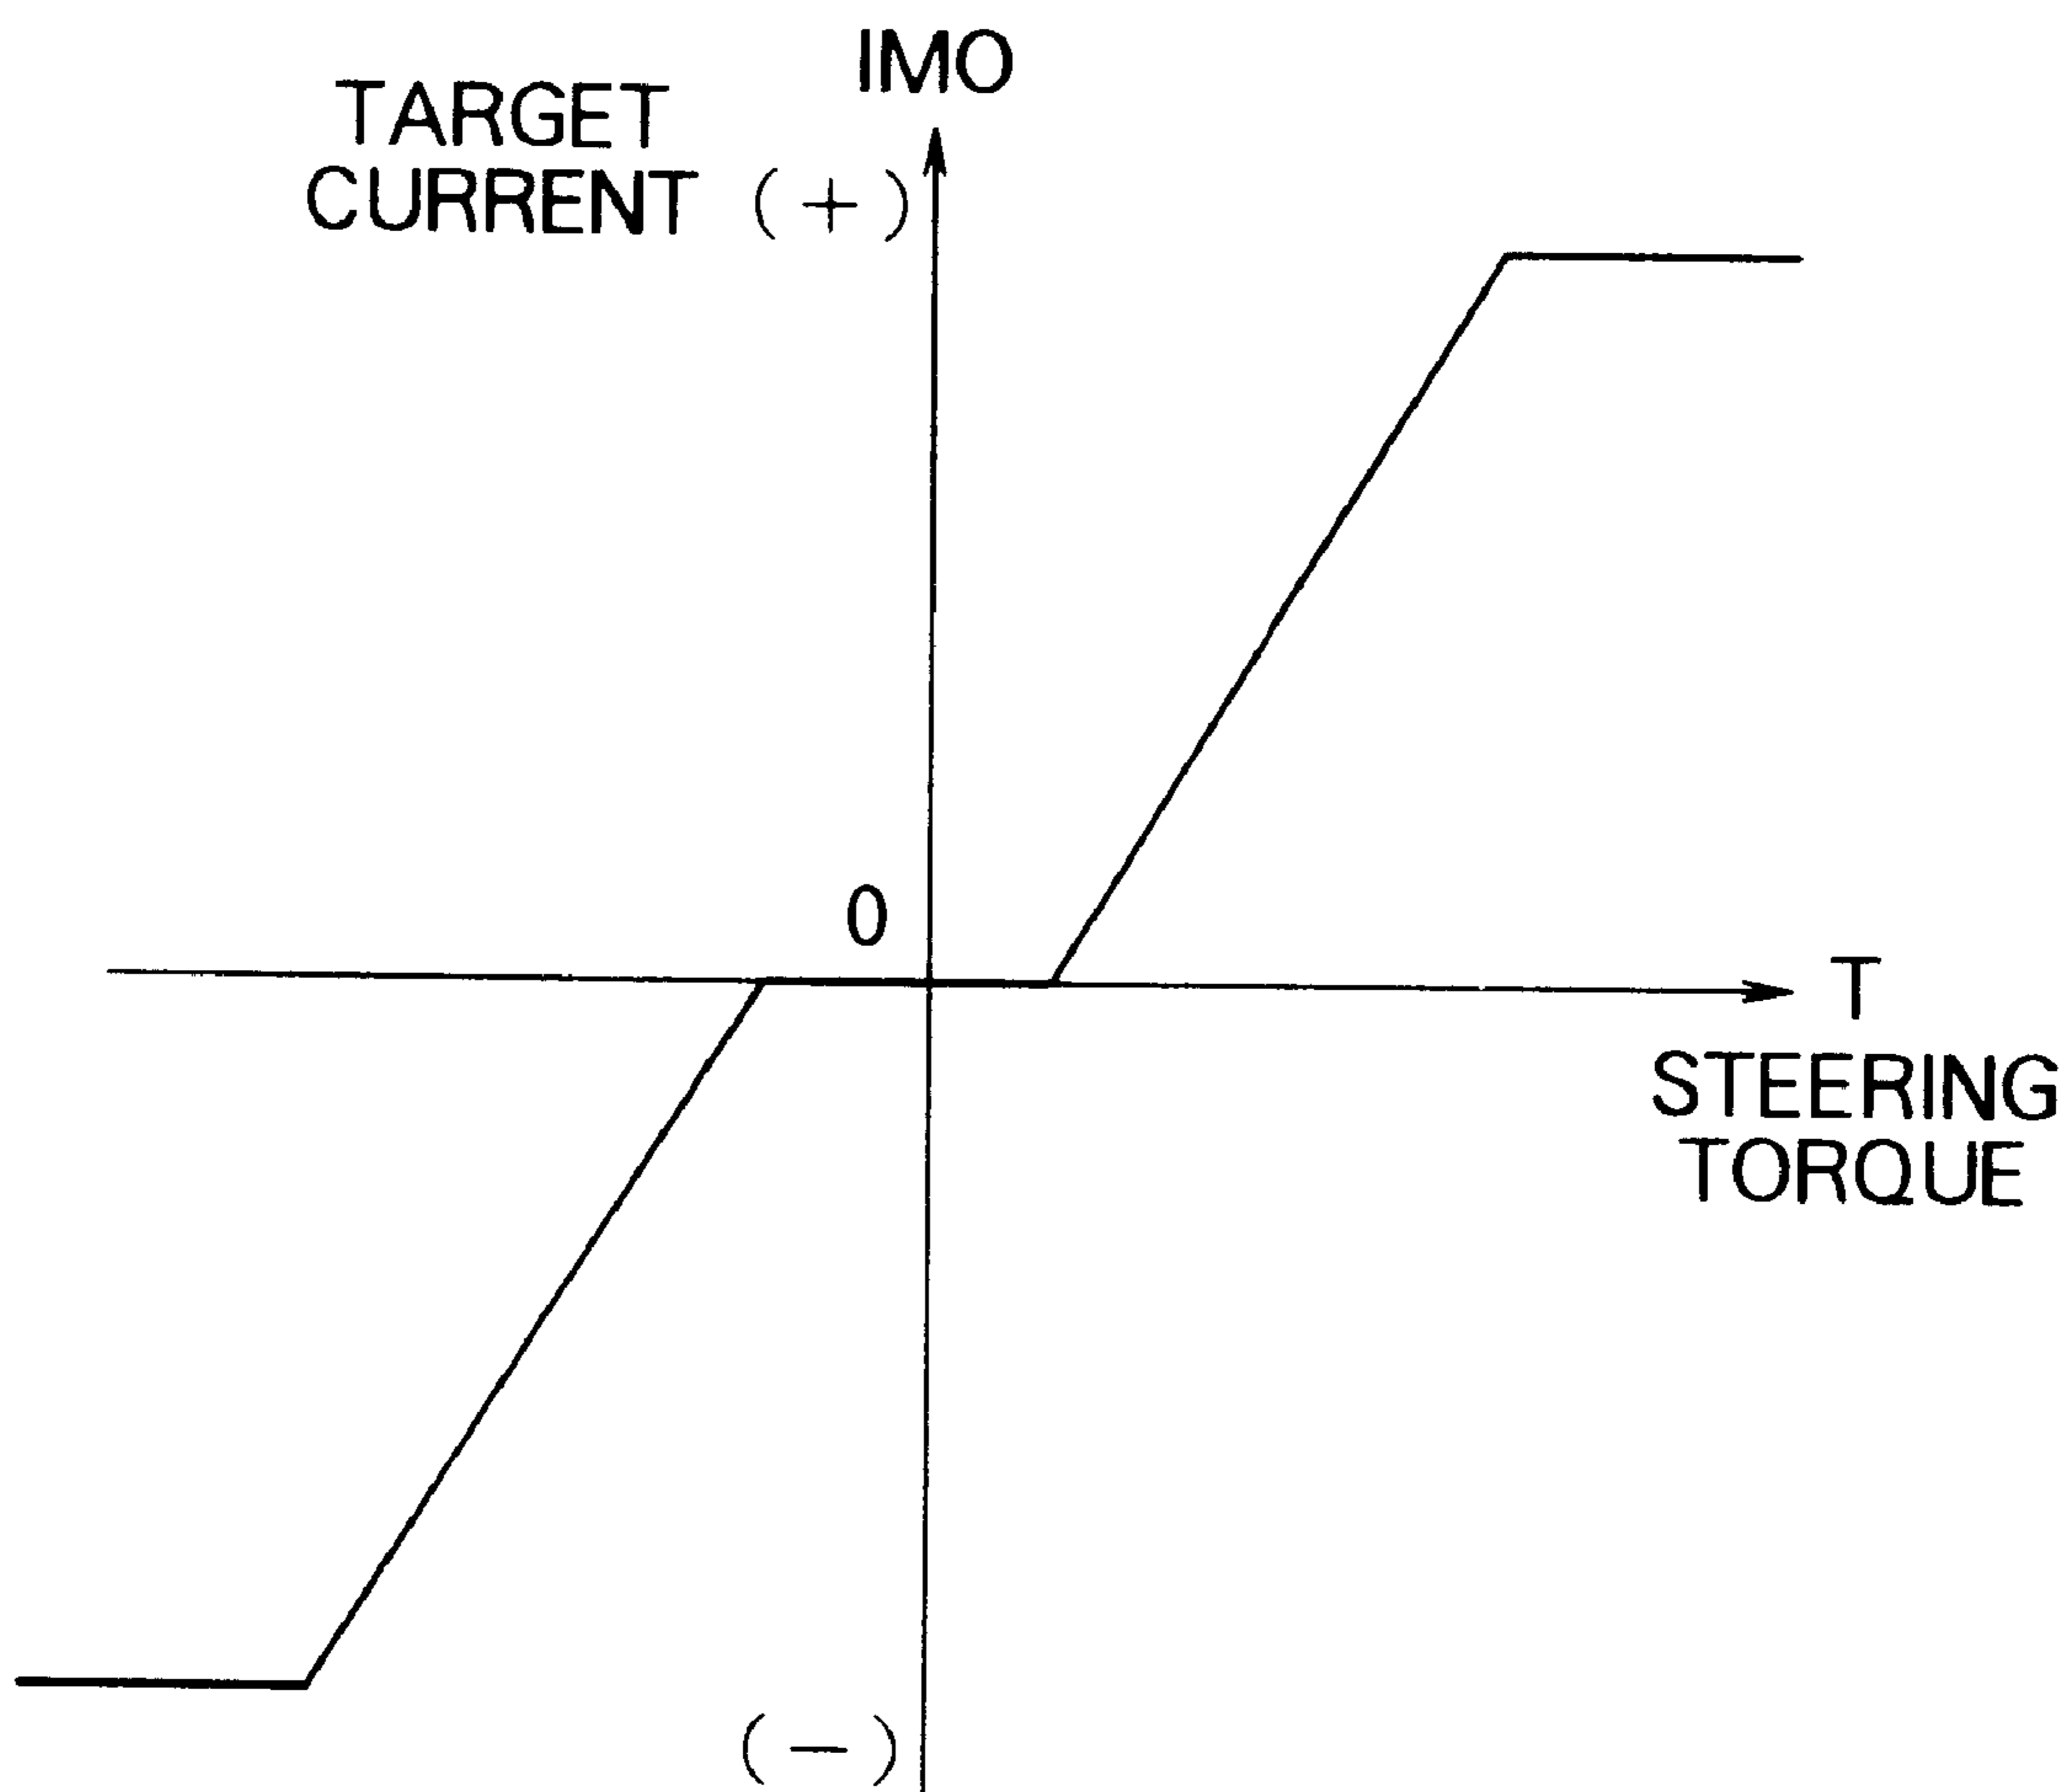 IMO
TARGET
CURRENT (+)
0
T
STEERING
TORQUE
(-)